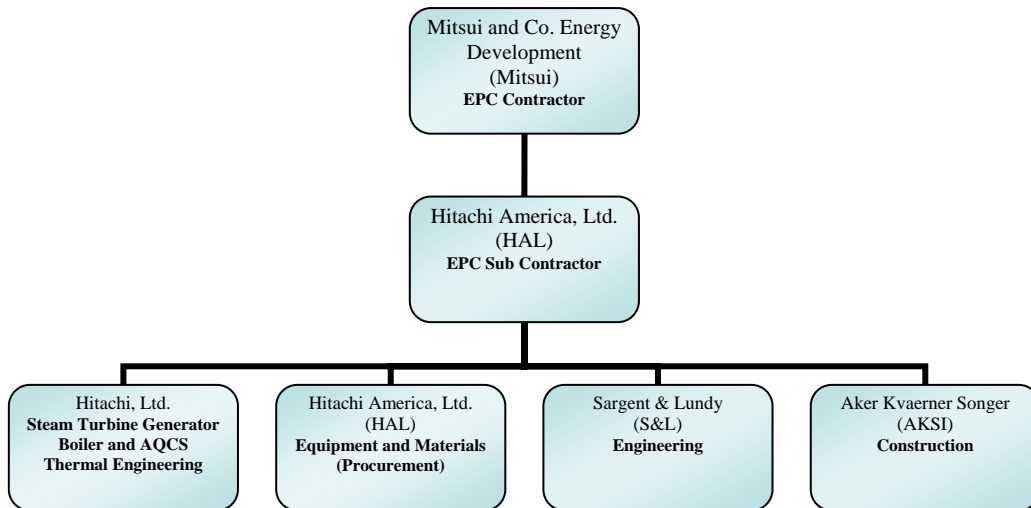 Mitsui and Co. Energy
Development
(Mitsui)
EPC Contractor
Hitachi America, Ltd.
(HAL)
EPC Sub Contractor
Hitachi, Ltd.
Steam Turbine Generator
Boiler and AQCS
Thermal Engineering
Hitachi America, Ltd.
(HAL)
Equipment and Materials
(Procurement)
Sargent & Lundy
(S&L)
Engineering
Aker Kvaerner Songer
(AKSI)
Construction